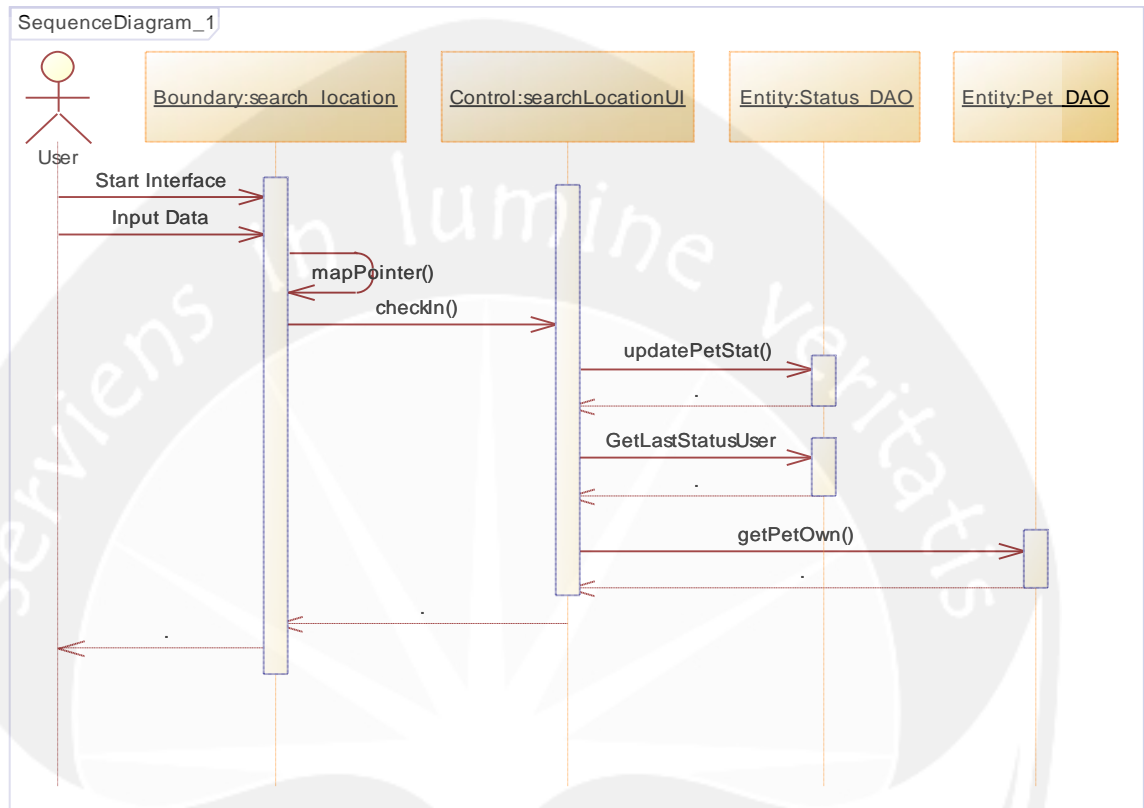 SequenceDiagram_1
User
Boundary:search_location
Control:searchLocationUI
Entity:Status_DAO
Entity:Pet_DAO
Start Interface
Input Data
mapPointer()
checkIn()
updatePetStat()
.
GetLastStatusUser
.
getPetOwn()
.
.
.
serviens in lumine veritatis